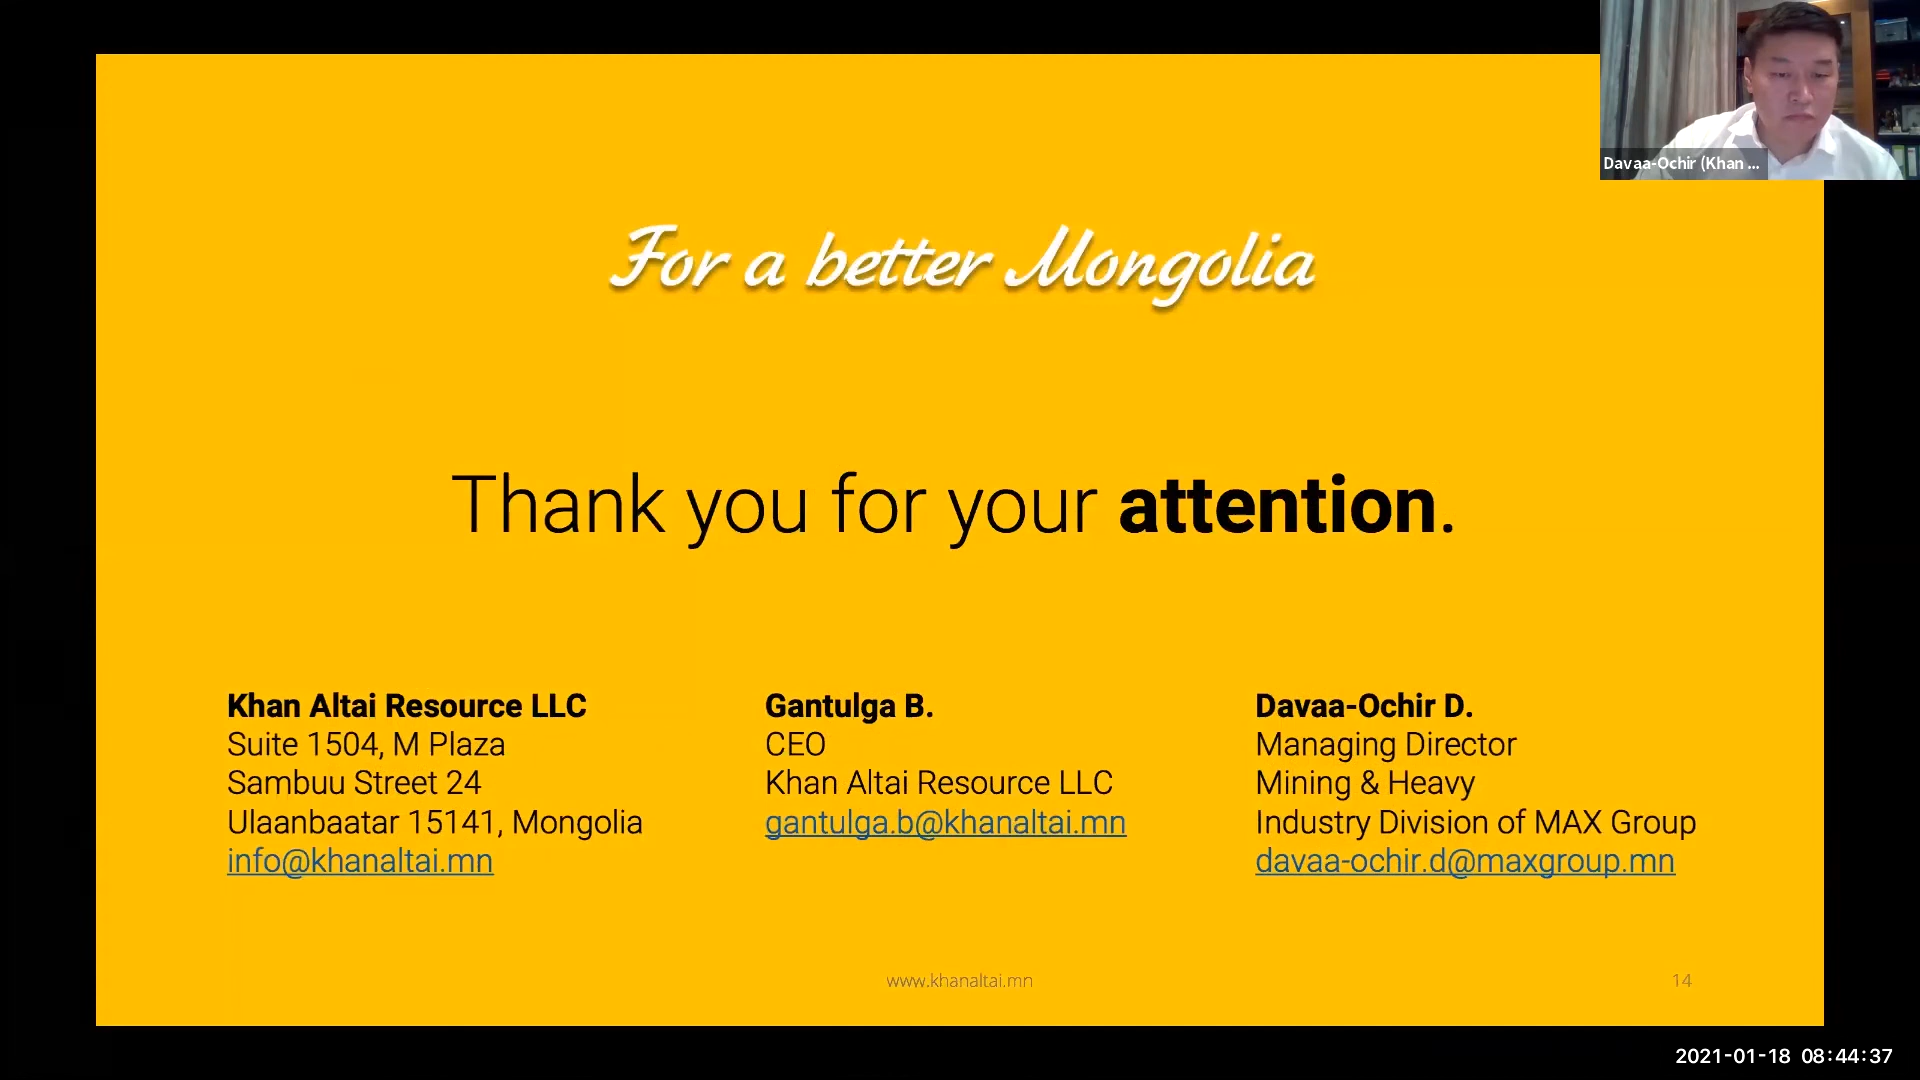 Davaa-Ochir (Khan ...
For a better Mongolia
Thank you for your attention.
Khan Altai Resource LLC
Suite 1504, M Plaza
Sambuu Street 24
Ulaanbaatar 15141, Mongolia
info@khanaltai.mn
Gantulga B.
CEO
Khan Altai Resource LLC
gantulga.b@khanaltai.mn
Davaa-Ochir D.
Managing Director
Mining & Heavy
Industry Division of MAX Group
davaa-ochir.d@maxgroup.mn
www.khanaltai.mn
14
2021-01-18 08:44:37